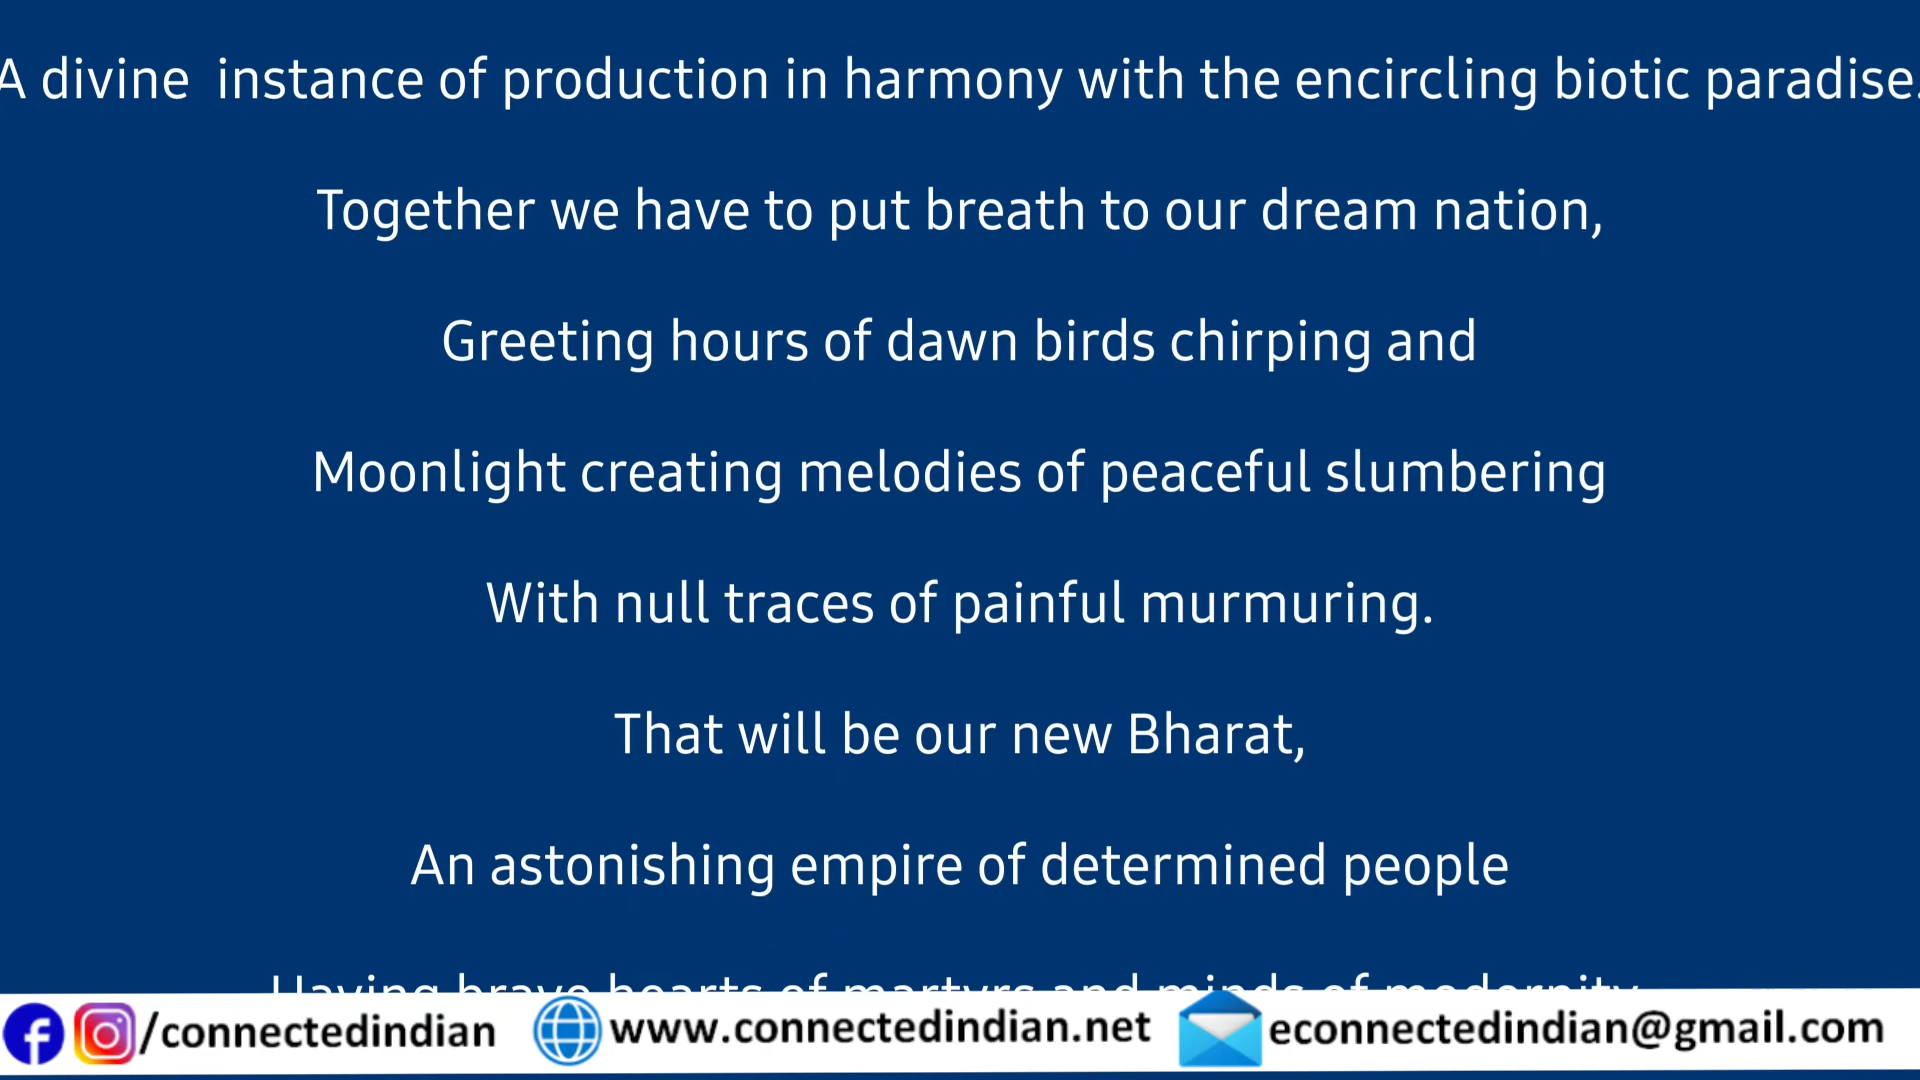 A divine  instance of production in harmony with the encircling biotic paradise.
Together we have to put breath to our dream nation,
Greeting hours of dawn birds chirping and
Moonlight creating melodies of peaceful slumbering
With null traces of painful murmuring.
That will be our new Bharat,
An astonishing empire of determined people
Having brave hearts of martyrs and minds of modernity
/connectedindian www.connectedindian.net econnectedindian@gmail.com